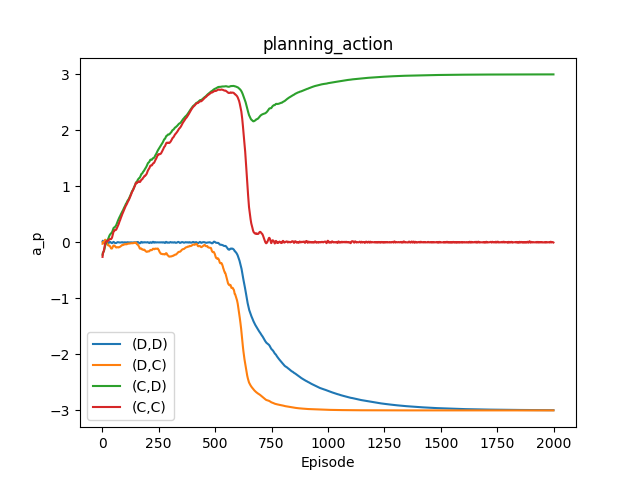 planning_action
a_p
3
2
1
0
−1
−2
−3
(D,D)
(D,C)
(C,D)
(C,C)
0 250 500 750 1000 1250 1500 1750 2000
Episode